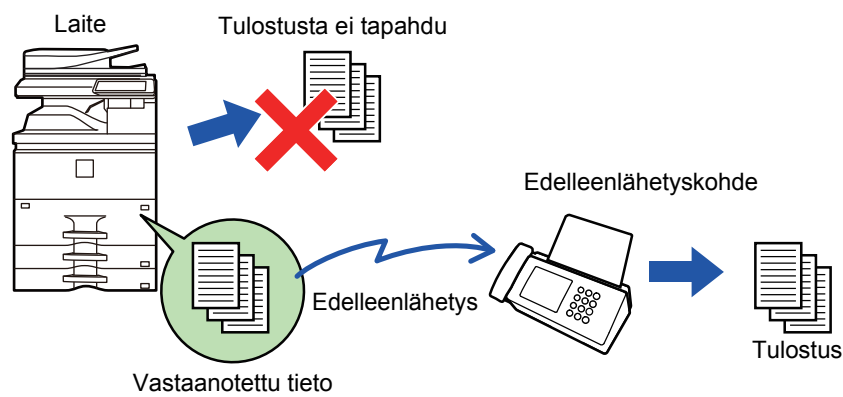 Laite
Tulostusta ei tapahdu
Edelleenlähetyskohde
Edelleenlähetys
Tulostus
Vastaanotettu tieto